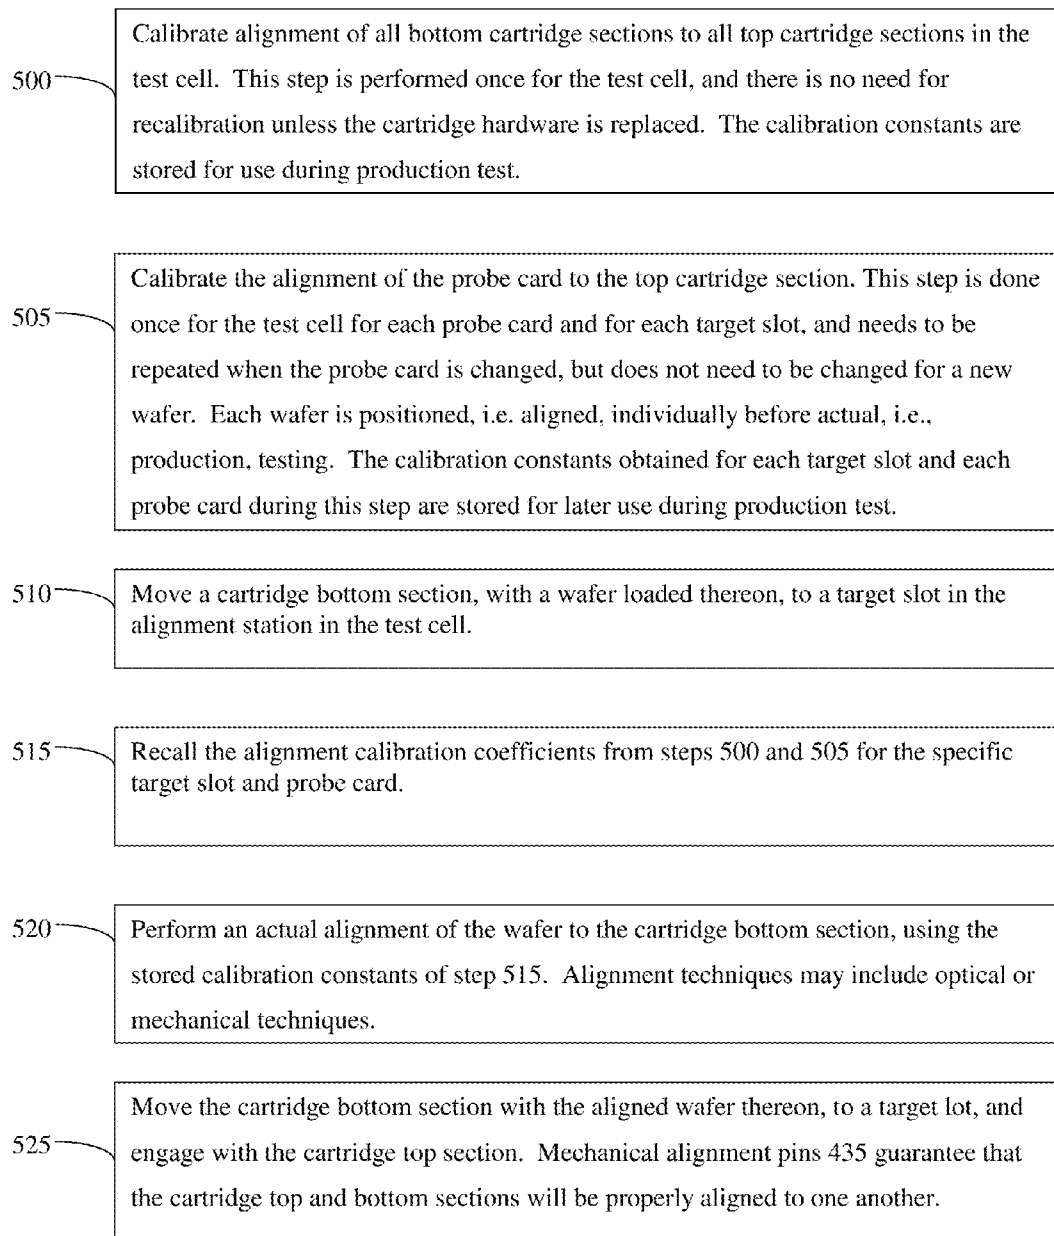 Calibrate alignment of all bottom cartridge sections to all top cartridge sections in the
500
test cell. This step is performed once for the test cell, and there is no need for
recalibration unless the cartridge hardware is replaced. The calibration constants are
stored for use during production test.
Calibrate the alignment of the probe card to the top cartridge section. This step is done
505
once for the test cell for each probe card and for each target slot, and needs to be
repeated when the probe card is changed, but does not need to be changed for a new
wafer. Each wafer is positioned, i.e. aligned, individually before actual, i.e.,
production, testing. The calibration constants obtained for each target slot and each
probe card during this step are stored for later use during production test.
510
Move a cartridge bottom section, with a wafer loaded thereon, to a target slot in the
alignment station in the test cell.
515
Recall the alignment calibration coefficients from steps 500 and 505 for the specific
target slot and probe card.
520
Perform an actual alignment of the wafer to the cartridge bottom section, using the
stored calibration constants of step 515. Alignment techniques may include optical or
mechanical techniques.
Move the cartridge bottom section with the aligned wafer thereon, to a target lot, and
525
engage with the cartridge top section. Mechanical alignment pins 435 guarantee that
the cartridge top and bottom sections will be properly aligned to one another.